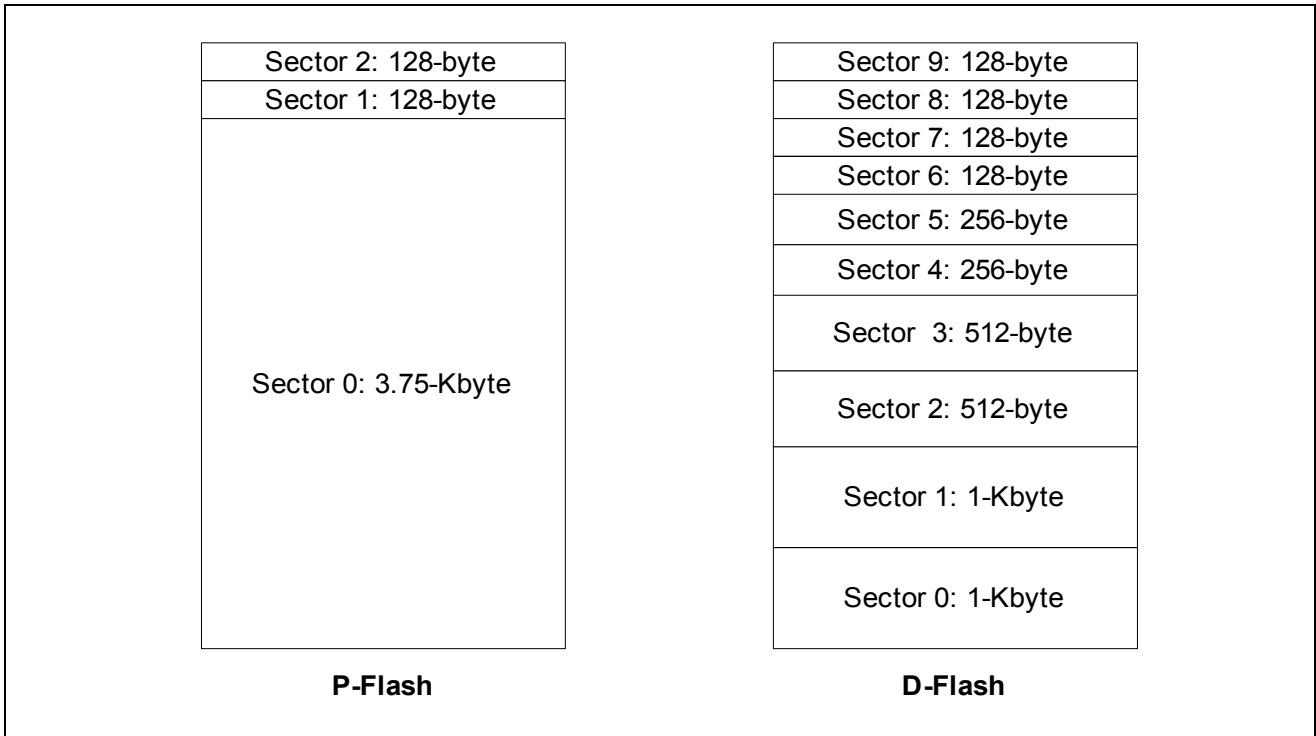 Sector 2: 128-byte
Sector 1: 128-byte
Sector 0: 3.75-Kbyte
P-Flash
Sector 9: 128-byte
Sector 8: 128-byte
Sector 7: 128-byte
Sector 6: 128-byte
Sector 5: 256-byte
Sector 4: 256-byte
Sector 3: 512-byte
Sector 2: 512-byte
Sector 1: 1-Kbyte
Sector 0: 1-Kbyte
D-Flash